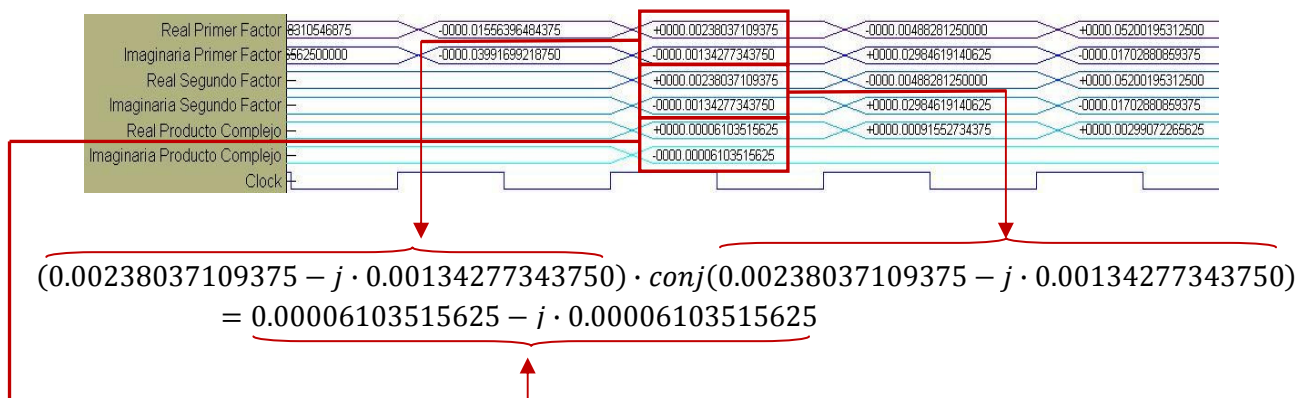 Real Primer Factor 8310546875 -0000.01556396484375 +0000.00238037109375 -0000.00488281250000 +0000.05200195312500
Imaginaria Primer Factor 562500000 -0000.03991699218750 -0000.00134277343750 +0000.02984619140625 -0000.01702880859375
Real Segundo Factor +0000.00238037109375 -0000.00488281250000 +0000.05200195312500
Imaginaria Segundo Factor -0000.00134277343750 +0000.02984619140625 -0000.01702880859375
Real Producto Complejo +0000.00006103515625 +0000.00091552734375 +0000.00299072265625
Imaginaria Producto Complejo -0000.00006103515625
Clock
(0.00238037109375 − j · 0.00134277343750) · conj(0.00238037109375 − j · 0.00134277343750)
= 0.00006103515625 − j · 0.00006103515625